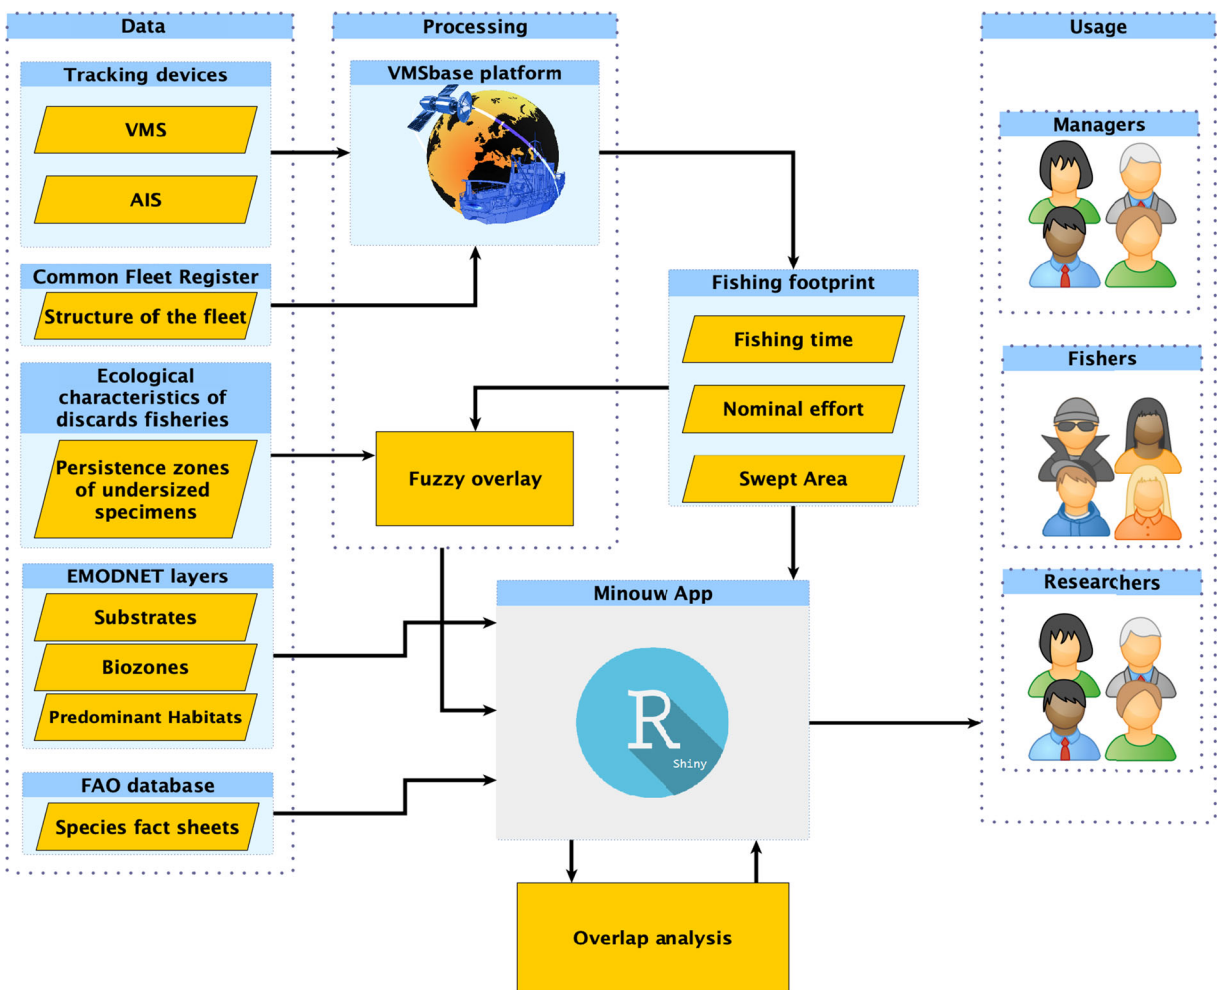 Data
Tracking devices
VMS
AIS
Common Fleet Register
Structure of the fleet
Ecological
characteristics of
discards fisheries
Persistence zones
of undersized
specimens
EMODNET layers
Substrates
Biozones
Predominant Habitats
FAO database
Species fact sheets
Processing
VMSbase platform
Fuzzy overlay
Fishing footprint
Fishing time
Nominal effort
Swept Area
Minouw App
R
Shiny
Overlap analysis
Usage
Managers
Fishers
Researchers